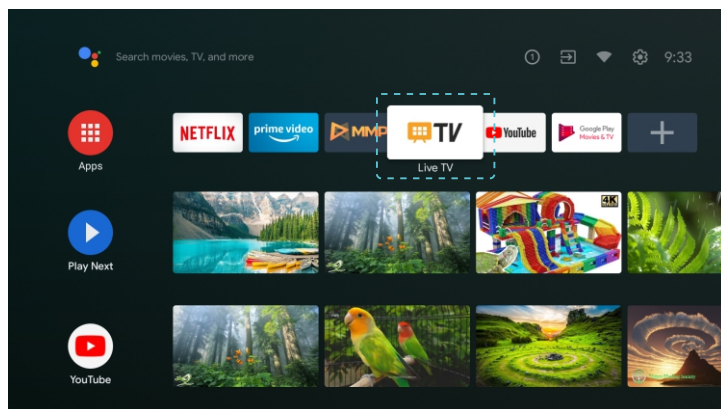 Search movies, TV, and more
1
9:33
Apps
NETFLIX
prime video
MMP
TV
YouTube
Google Play
Movies & TV
Live TV
Play Next
4K
YouTube